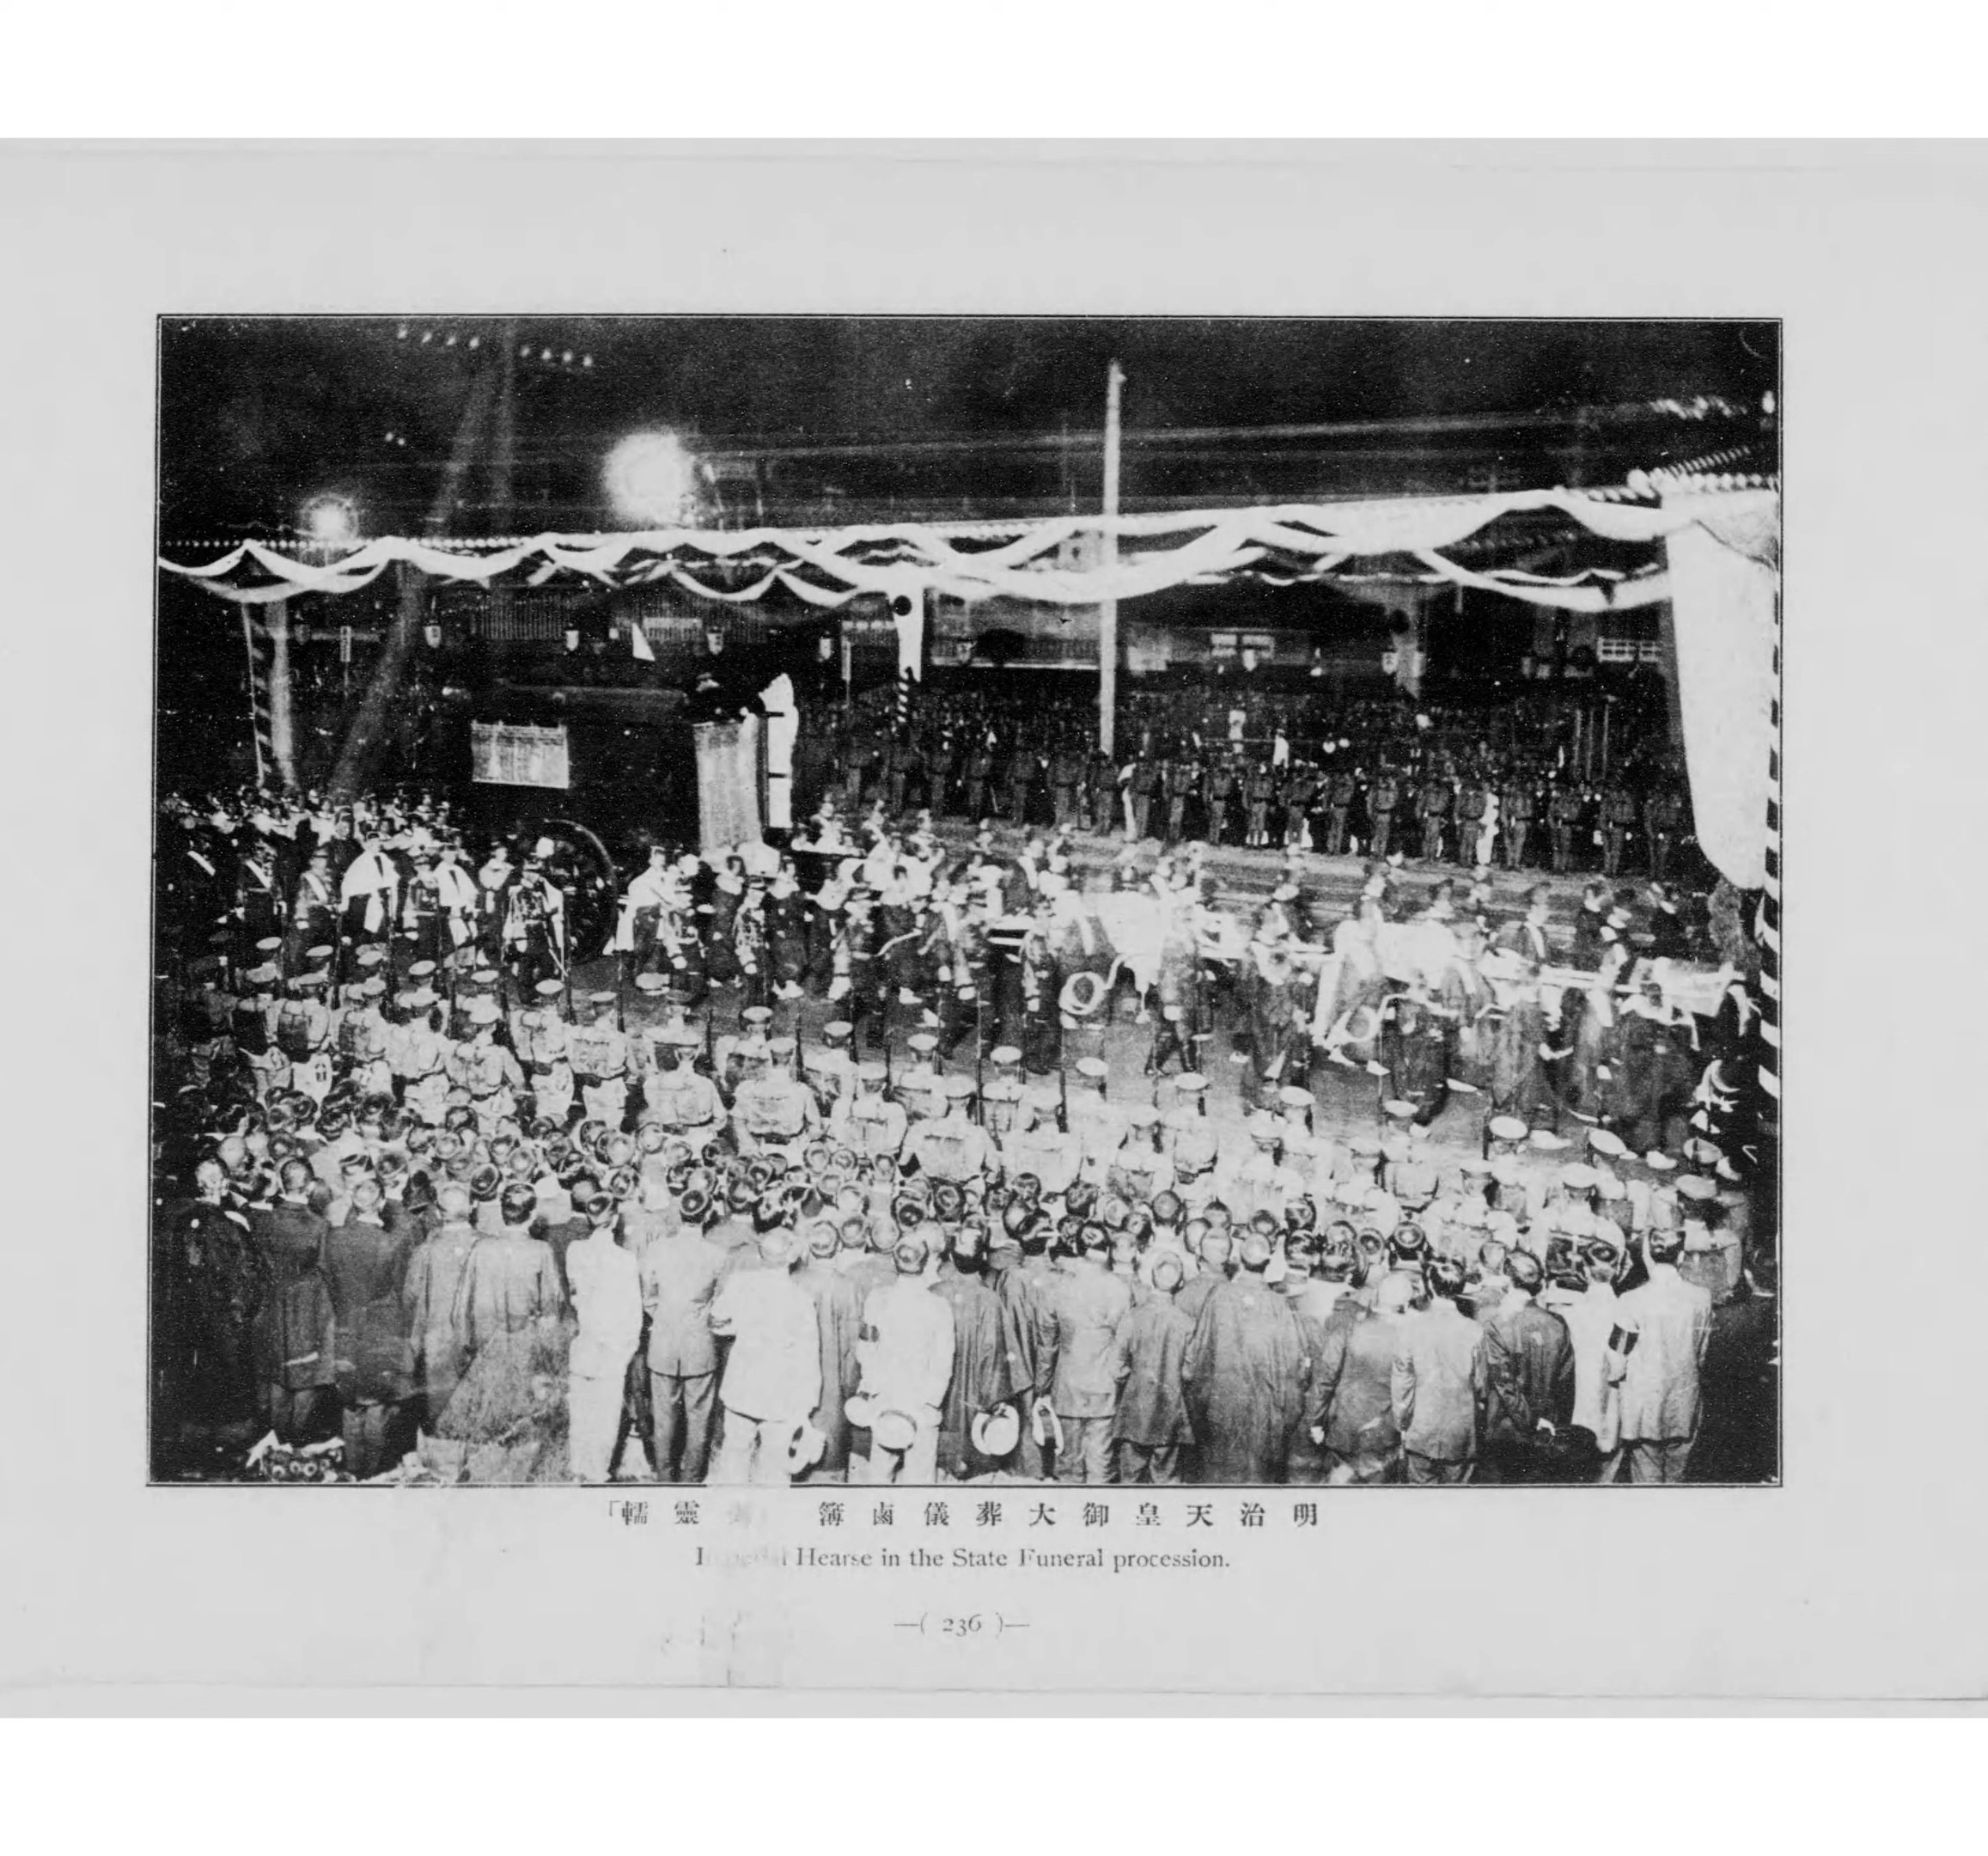 明治天皇御大葬儀鹵簿 靈轜」
Imperial Hearse in the State Funeral procession.
—( 236 )—